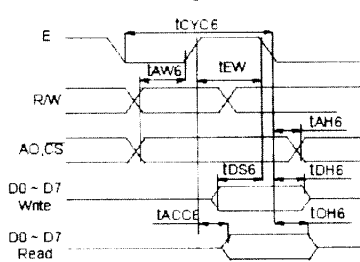 tCYC6
E
tAW6
tEW
R/W
tAH6
A0,CS
tDS6
tDH6
D0 ~ D7
Write
tACC6
tOH6
D0 ~ D7
Read